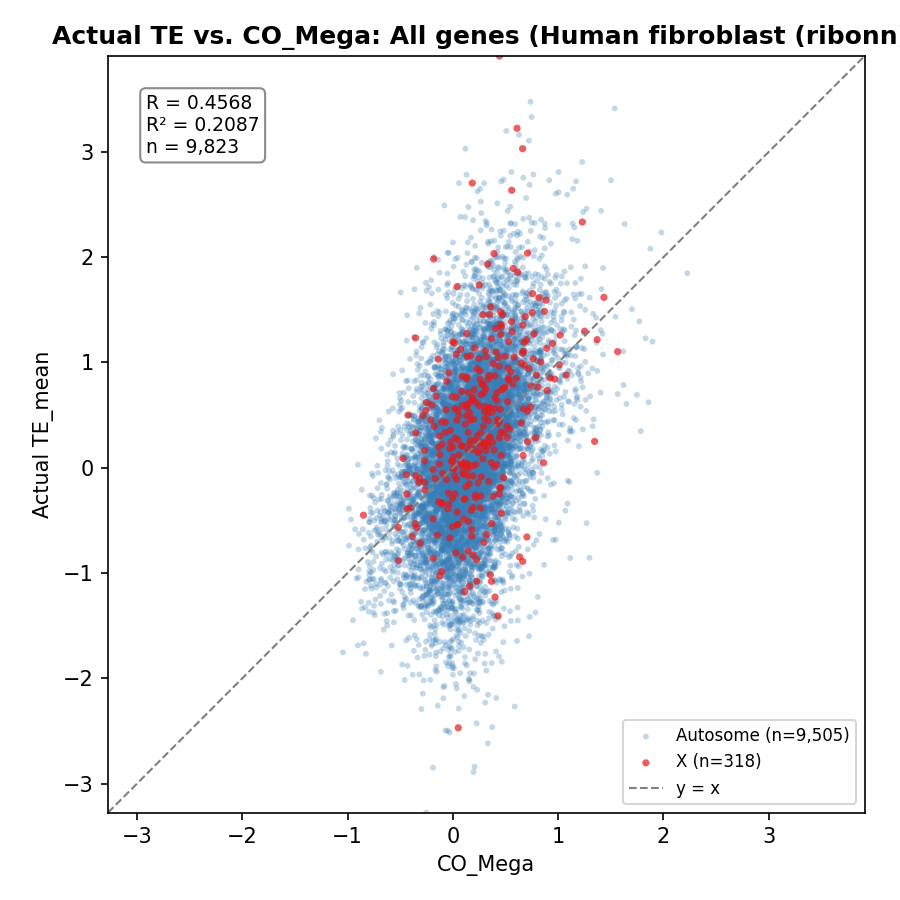 Actual TE vs. CO_Mega: All genes (Human fibroblast (ribonn
R = 0.4568
R² = 0.2087
n = 9,823
3
2
1
0
−1
−2
−3
Actual TE_mean
Autosome (n=9,505)
X (n=318)
y = x
−3 −2 −1 0 1 2 3
CO_Mega